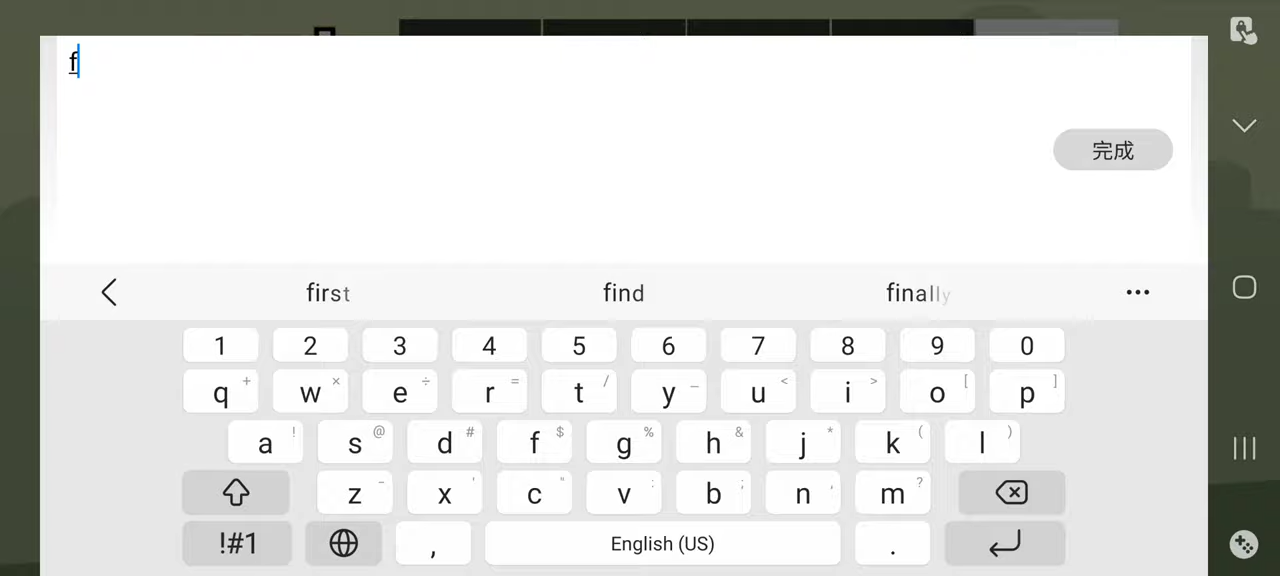 f
完成
first find finally
1 2 3 4 5 6 7 8 9 0
q + w × e ÷ r = t / y _ u < i > o [ p ]
a ! s @ d # f $ g % h & j * k ( l )
z - x ' c " v : b ; n , m ?
!#1 , English (US) .